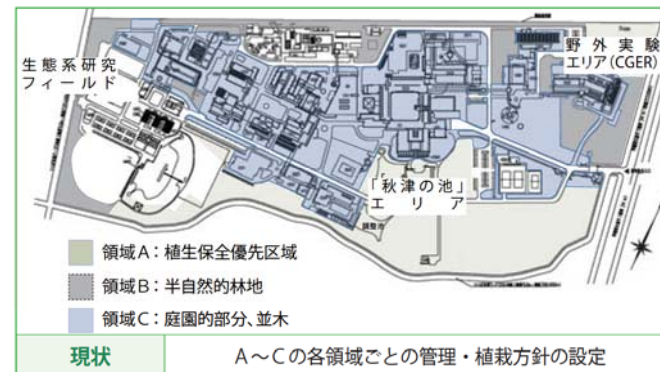 生態系研究
フィールド
野外実験
エリア(CGER)
「秋津の池」
エリア
調整池
領域A：植生保全優先区域
領域B：半自然的林地
領域C：庭園的部分、並木
現状
A～Cの各領域ごとの管理・植栽方針の設定